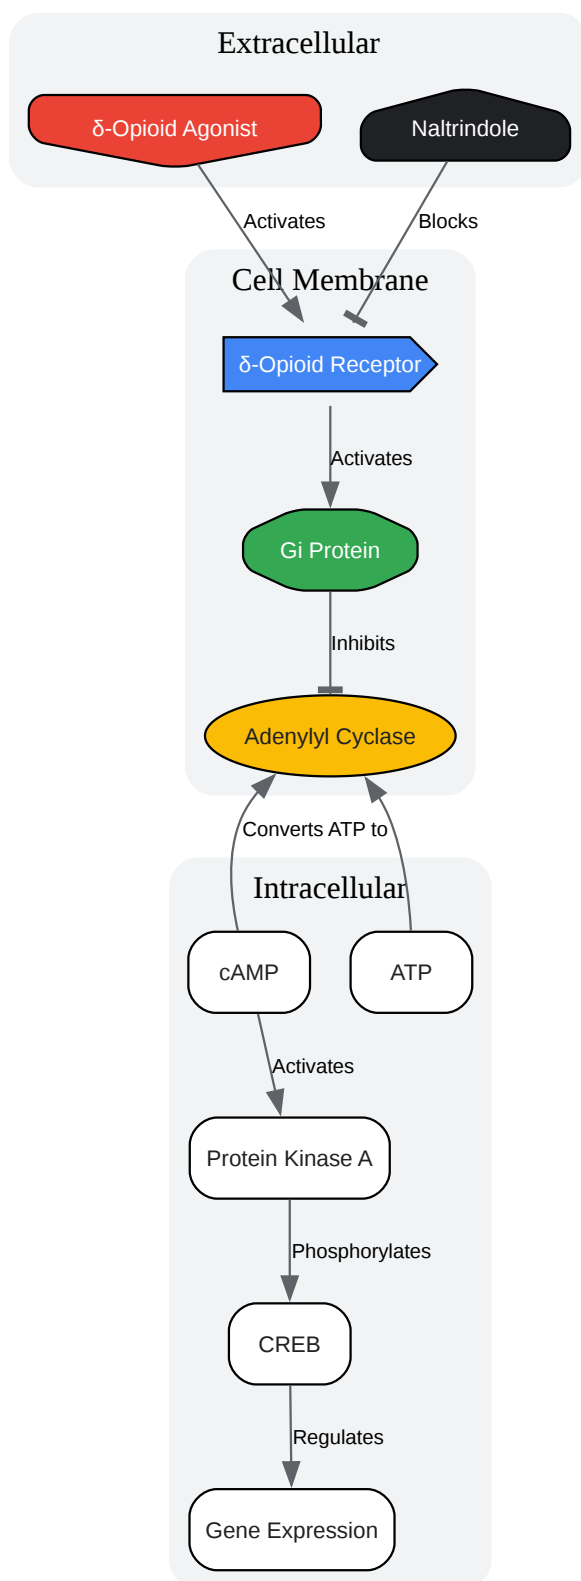 Extracellular
δ-Opioid Agonist
Naltrindole
Activates
Blocks
Cell Membrane
δ-Opioid Receptor
Activates
Gi Protein
Inhibits
Adenylyl Cyclase
Converts ATP to
Intracellular
cAMP
ATP
Activates
Protein Kinase A
Phosphorylates
CREB
Regulates
Gene Expression